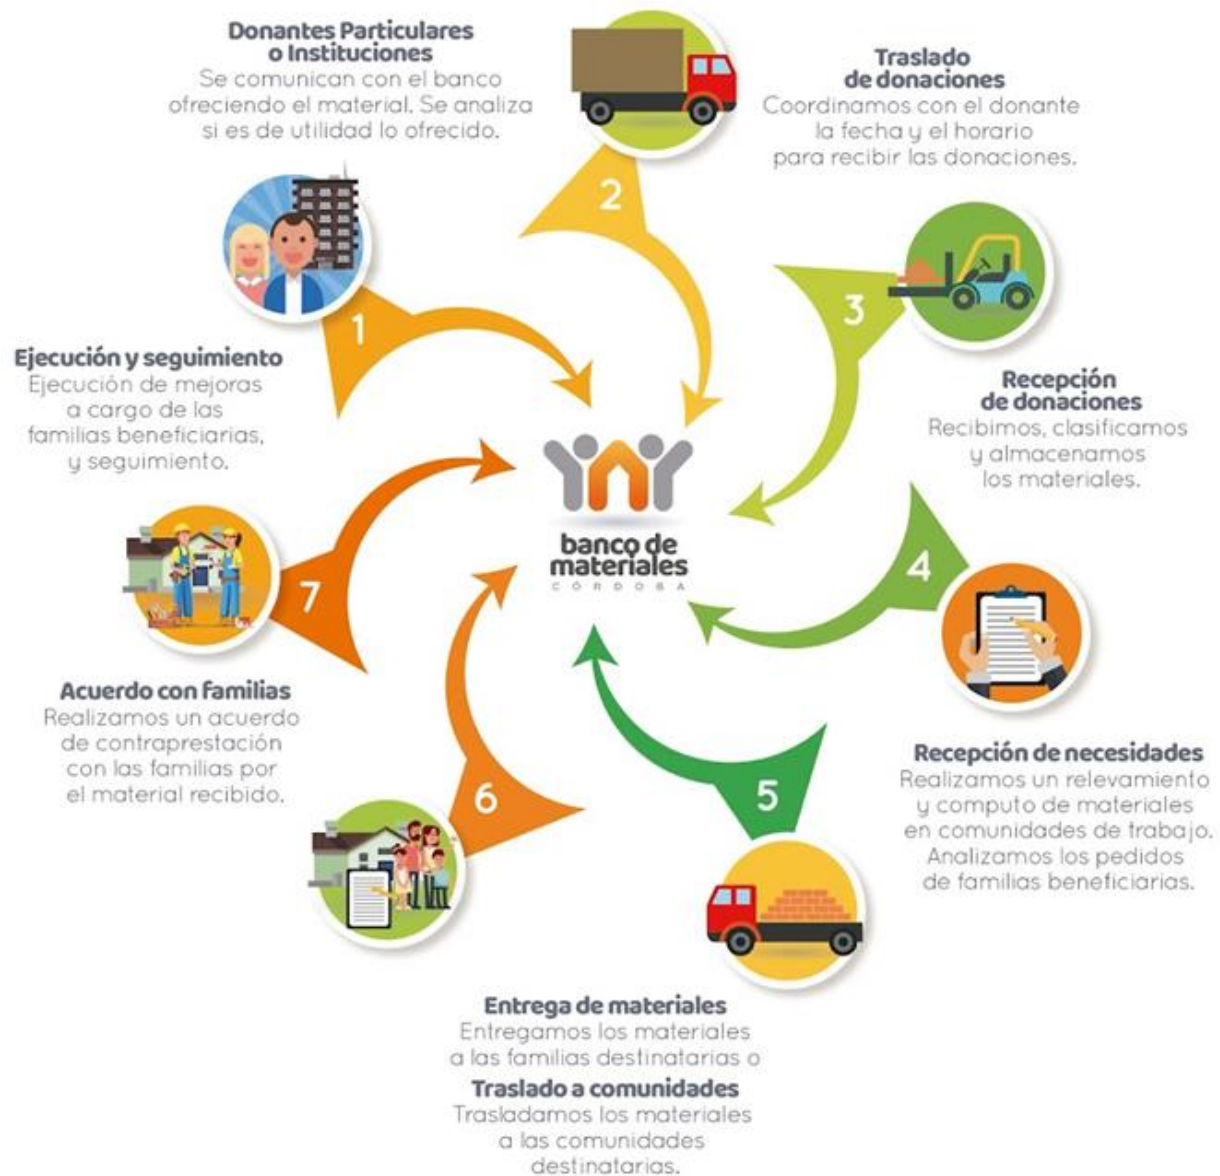 Donantes Particulares
o Instituciones
Se comunican con el banco
ofreciendo el material. Se analiza
si es de utilidad lo ofrecido.
1
Traslado
de donaciones
Coordinamos con el donante
la fecha y el horario
para recibir las donaciones.
2
3
Recepción
de donaciones
Recibimos, clasificamos
y almacenamos
los materiales.
4
Recepción de necesidades
Realizamos un relevamiento
y computo de materiales
en comunidades de trabajo.
Analizamos los pedidos
de familias beneficiarias.
5
Entrega de materiales
Entregamos los materiales
a las familias destinatarias o
Traslado a comunidades
Trasladamos los materiales
a las comunidades
destinatarias.
6
Acuerdo con familias
Realizamos un acuerdo
de contraprestación
con las familias por
el material recibido.
7
Ejecución y seguimiento
Ejecución de mejoras
a cargo de las
familias beneficiarias,
y seguimiento.
banco de
materiales
CÓRDOBA